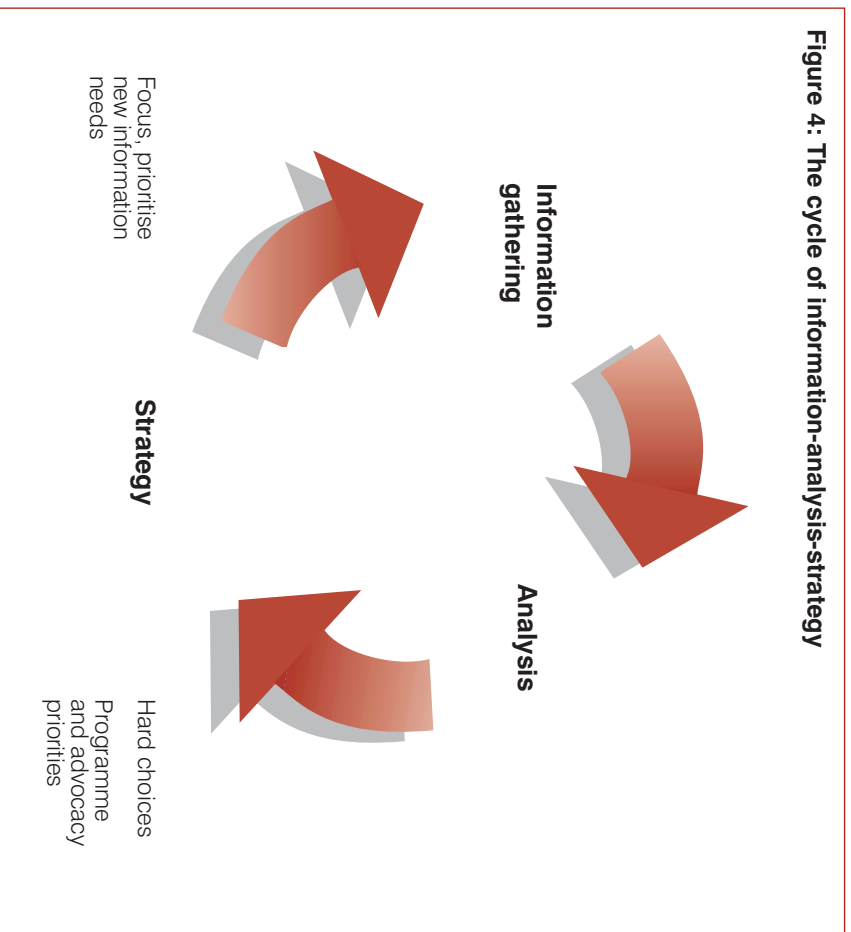 Figure 4: The cycle of information-analysis-strategy
Information
gathering
Analysis
Strategy
Focus, prioritise
new information
needs
Hard choices
Programme
and advocacy
priorities